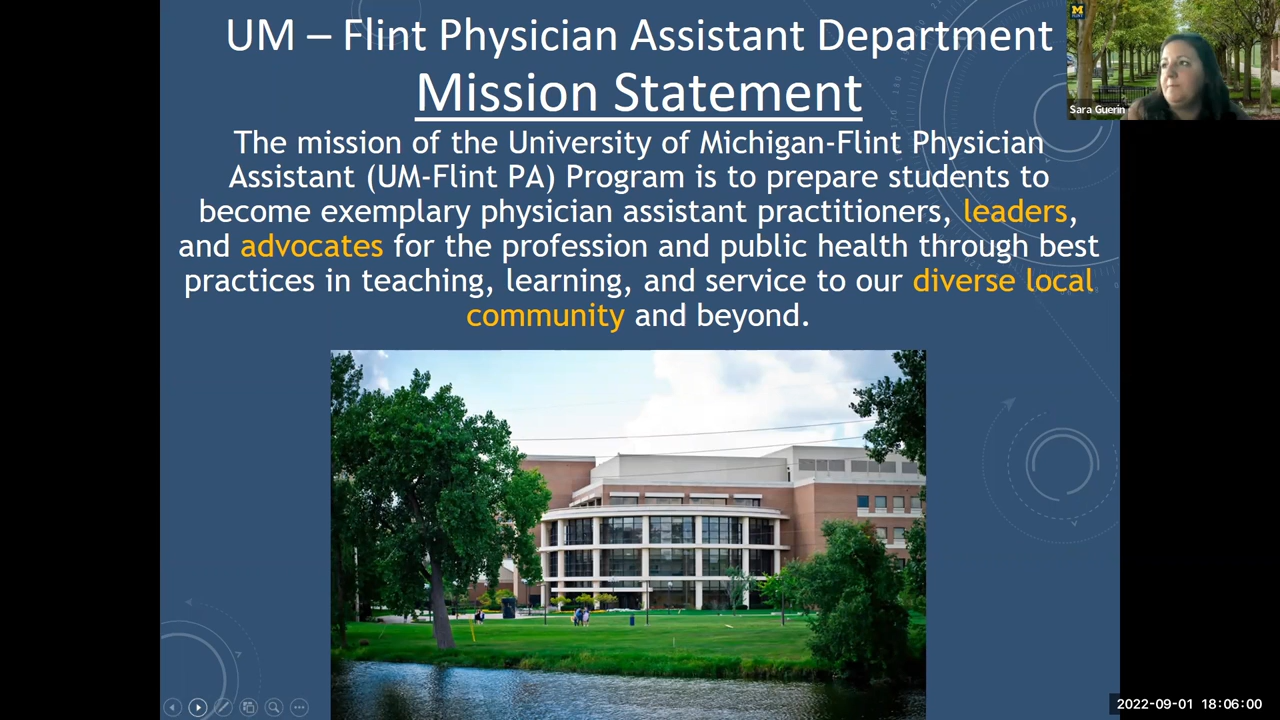 UM – Flint Physician Assistant Department
Mission Statement
The mission of the University of Michigan-Flint Physician
Assistant (UM-Flint PA) Program is to prepare students to
become exemplary physician assistant practitioners, leaders,
and advocates for the profession and public health through best
practices in teaching, learning, and service to our diverse local
community and beyond.
M
FLINT
Sara Guerin
2022-09-01 18:06:00